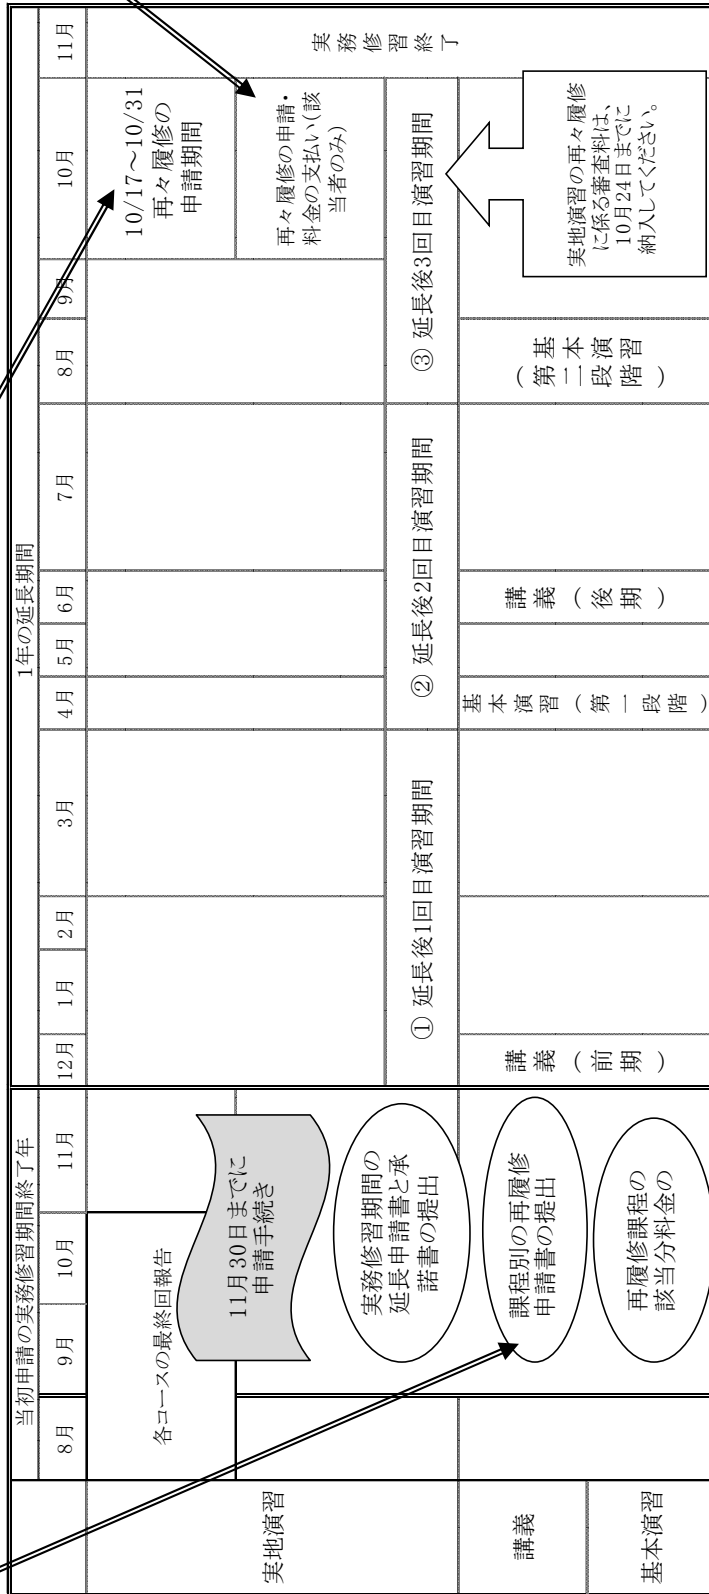 当初申請の実務修習期間終了年
1年の延長期間
8月
9月
10月
11月
12月
1月
2月
3月
4月
5月
6月
7月
8月
9月
10月
11月
実地演習
各コースの最終回報告
11月30日までに
申請手続き
実務修習期間の
延長申請書と承
諾書の提出
10/17～10/31
再々履修の
申請期間
再々履修の申請・
料金の支払い(該
当者のみ)
実務修習終了
① 延長後1回目演習期間
② 延長後2回目演習期間
③ 延長後3回目演習期間
講義
課程別の再履修
申請書の提出
基本演習
再履修課程の
該当分料金の
講義(前期)
基本演習(第一段階)
講義(後期)
基本演習
(第二段階)
実地演習の再々履修
に係る審査料は、
10月24日までに
納入してください。